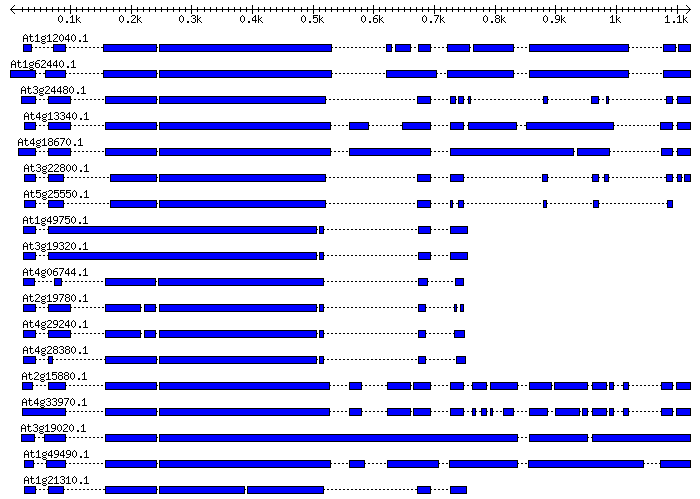 0.1k 0.2k 0.3k 0.4k 0.5k 0.6k 0.7k 0.8k 0.9k 1k 1.1k
At1g12040.1
At1g62440.1
At3g24480.1
At4g13340.1
At4g18670.1
At3g22800.1
At5g25550.1
At1g49750.1
At3g19320.1
At4g06744.1
At2g19780.1
At4g29240.1
At4g28380.1
At2g15880.1
At4g33970.1
At3g19020.1
At1g49490.1
At1g21310.1